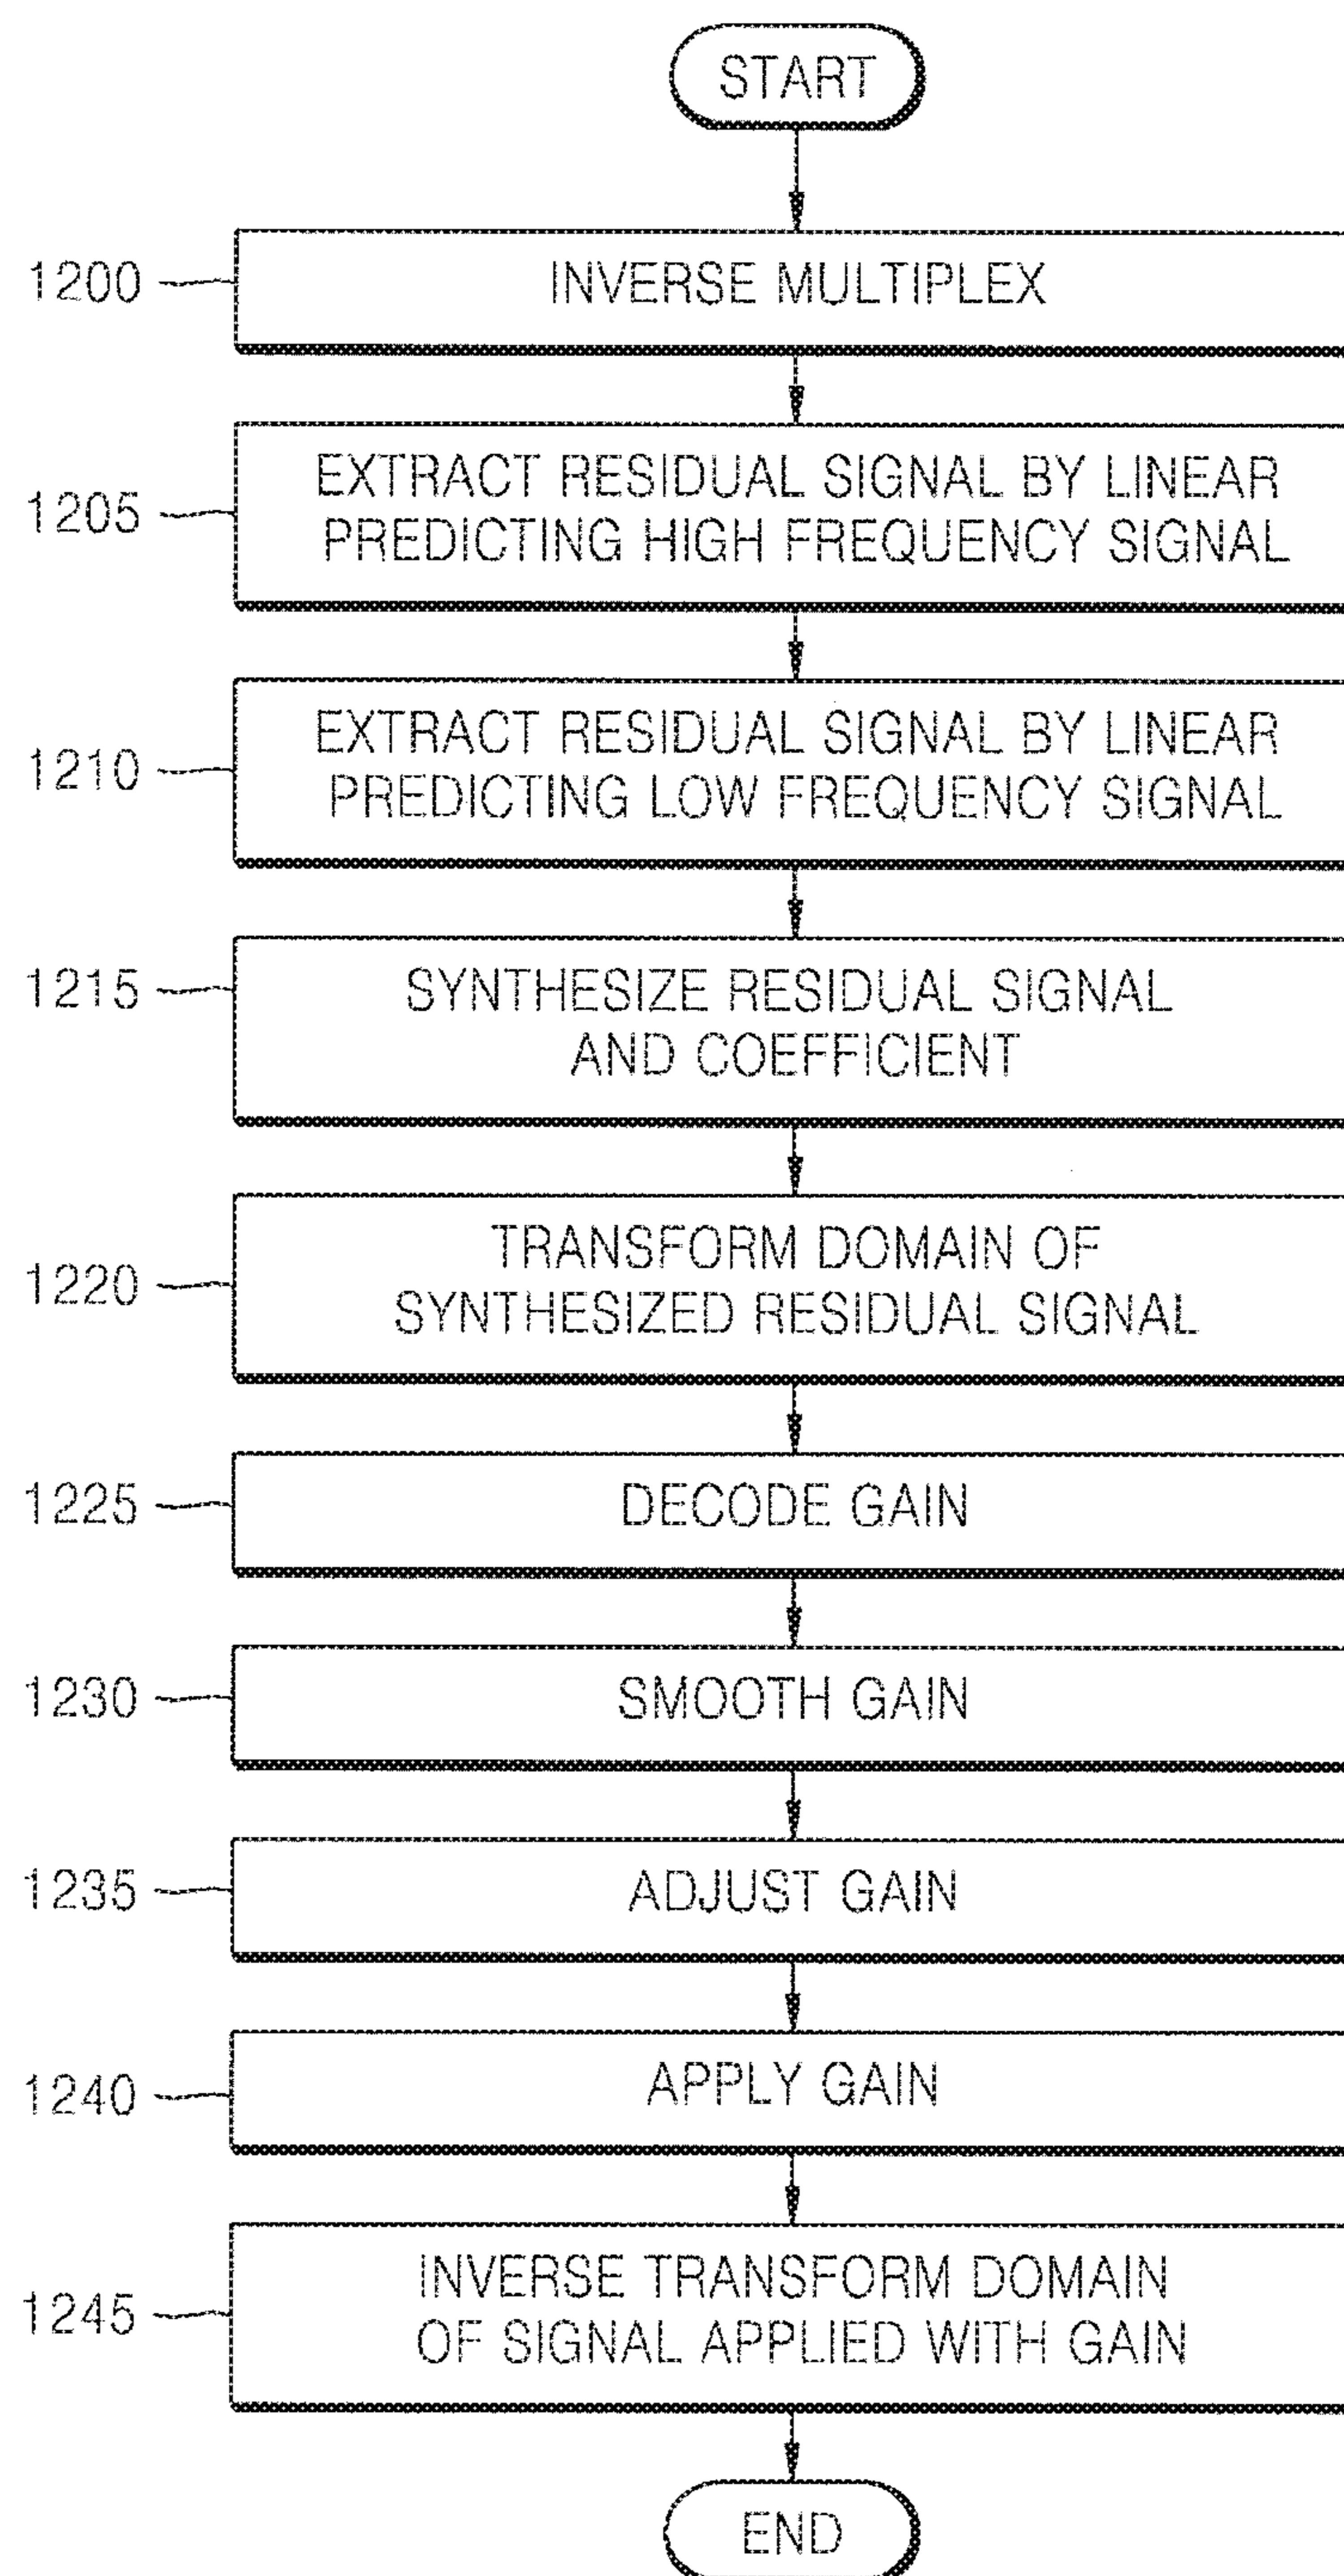 START
1200
INVERSE MULTIPLEX
1205
EXTRACT RESIDUAL SIGNAL BY LINEAR
PREDICTING HIGH FREQUENCY SIGNAL
1210
EXTRACT RESIDUAL SIGNAL BY LINEAR
PREDICTING LOW FREQUENCY SIGNAL
1215
SYNTHESIZE RESIDUAL SIGNAL
AND COEFFICIENT
1220
TRANSFORM DOMAIN OF
SYNTHESIZED RESIDUAL SIGNAL
1225
DECODE GAIN
1230
SMOOTH GAIN
1235
ADJUST GAIN
1240
APPLY GAIN
1245
INVERSE TRANSFORM DOMAIN
OF SIGNAL APPLIED WITH GAIN
END